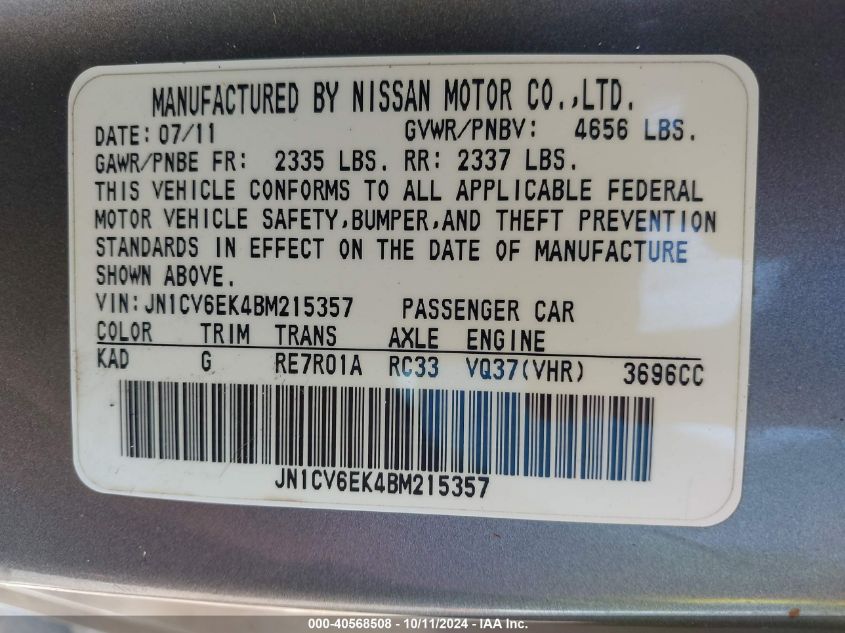 MANUFACTURED BY NISSAN MOTOR CO.,LTD.
DATE: 07/11 GVWR/PNBV: 4656 LBS.
GAWR/PNBE FR: 2335 LBS. RR: 2337 LBS.
THIS VEHICLE CONFORMS TO ALL APPLICABLE FEDERAL
MOTOR VEHICLE SAFETY,BUMPER,AND THEFT PREVENTION
STANDARDS IN EFFECT ON THE DATE OF MANUFACTURE
SHOWN ABOVE.
VIN:JN1CV6EK4BM215357 PASSENGER CAR
COLOR TRIM TRANS AXLE ENGINE
KAD G RE7R01A RC33 VQ37(VHR) 3696CC
JN1CV6EK4BM215357
000-40568508 - 10/11/2024 - IAA Inc.